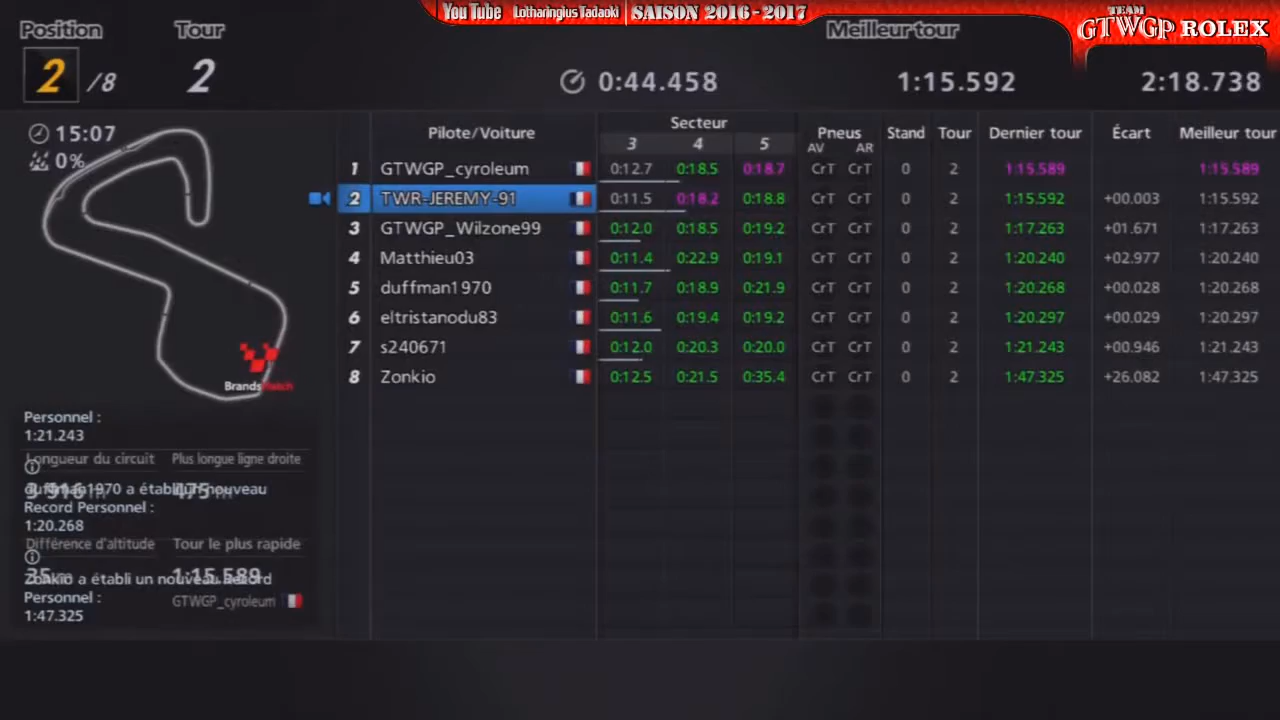 You Tube Lotharingius Tadaoki SAISON 2016 - 2017
TEAM
GTWGP ROLEX
Position Tour Meilleur tour
2 /8 2 0:44.458 1:15.592 2:18.738
15:07
0%
Secteur
Pilote/Voiture 3 4 5 Pneus Stand Tour Dernier tour Écart Meilleur tour
AV AR
1 GTWGP_cyroleum 0:12.7 0:18.5 0:18.7 CrT CrT 0 2 1:15.589 1:15.589
2 TWR-JEREMY-91 0:11.5 0:18.2 0:18.8 CrT CrT 0 2 1:15.592 +00.003 1:15.592
3 GTWGP_Wilzone99 0:12.0 0:18.5 0:19.2 CrT CrT 0 2 1:17.263 +01.671 1:17.263
4 Matthieu03 0:11.4 0:22.9 0:19.1 CrT CrT 0 2 1:20.240 +02.977 1:20.240
5 duffman1970 0:11.7 0:18.9 0:21.9 CrT CrT 0 2 1:20.268 +00.028 1:20.268
6 eltristanodu83 0:11.6 0:19.4 0:19.2 CrT CrT 0 2 1:20.297 +00.029 1:20.297
7 s240671 0:12.0 0:20.3 0:20.0 CrT CrT 0 2 1:21.243 +00.946 1:21.243
8 Zonkio 0:12.5 0:21.5 0:35.4 CrT CrT 0 2 1:47.325 +26.082 1:47.325
Brands Hatch
Personnel :
1:21.243
Longueur du circuit Plus longue ligne droite
duffman1970 a établi un nouveau
475 m
Record Personnel :
1:20.268
Différence d'altitude Tour le plus rapide
35 m 1:15.589
Zonkio a établi un nouveau Record
Personnel :
GTWGP_cyroleum
1:47.325